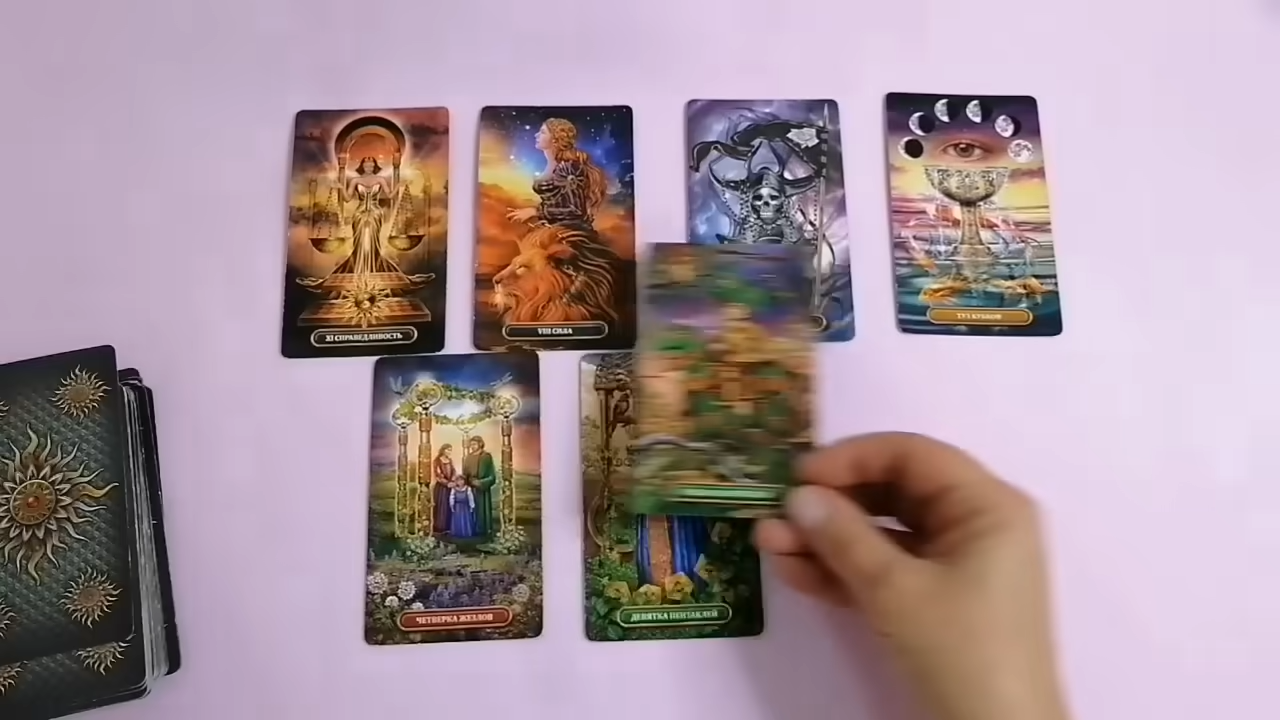 XI СПРАВЕДЛИВОСТЬ
VIII СИЛА
ТУЗ КУБКОВ
ЧЕТВЕРКА ЖЕЗЛОВ
ДЕВЯТКА ПЕНТАКЛЕЙ